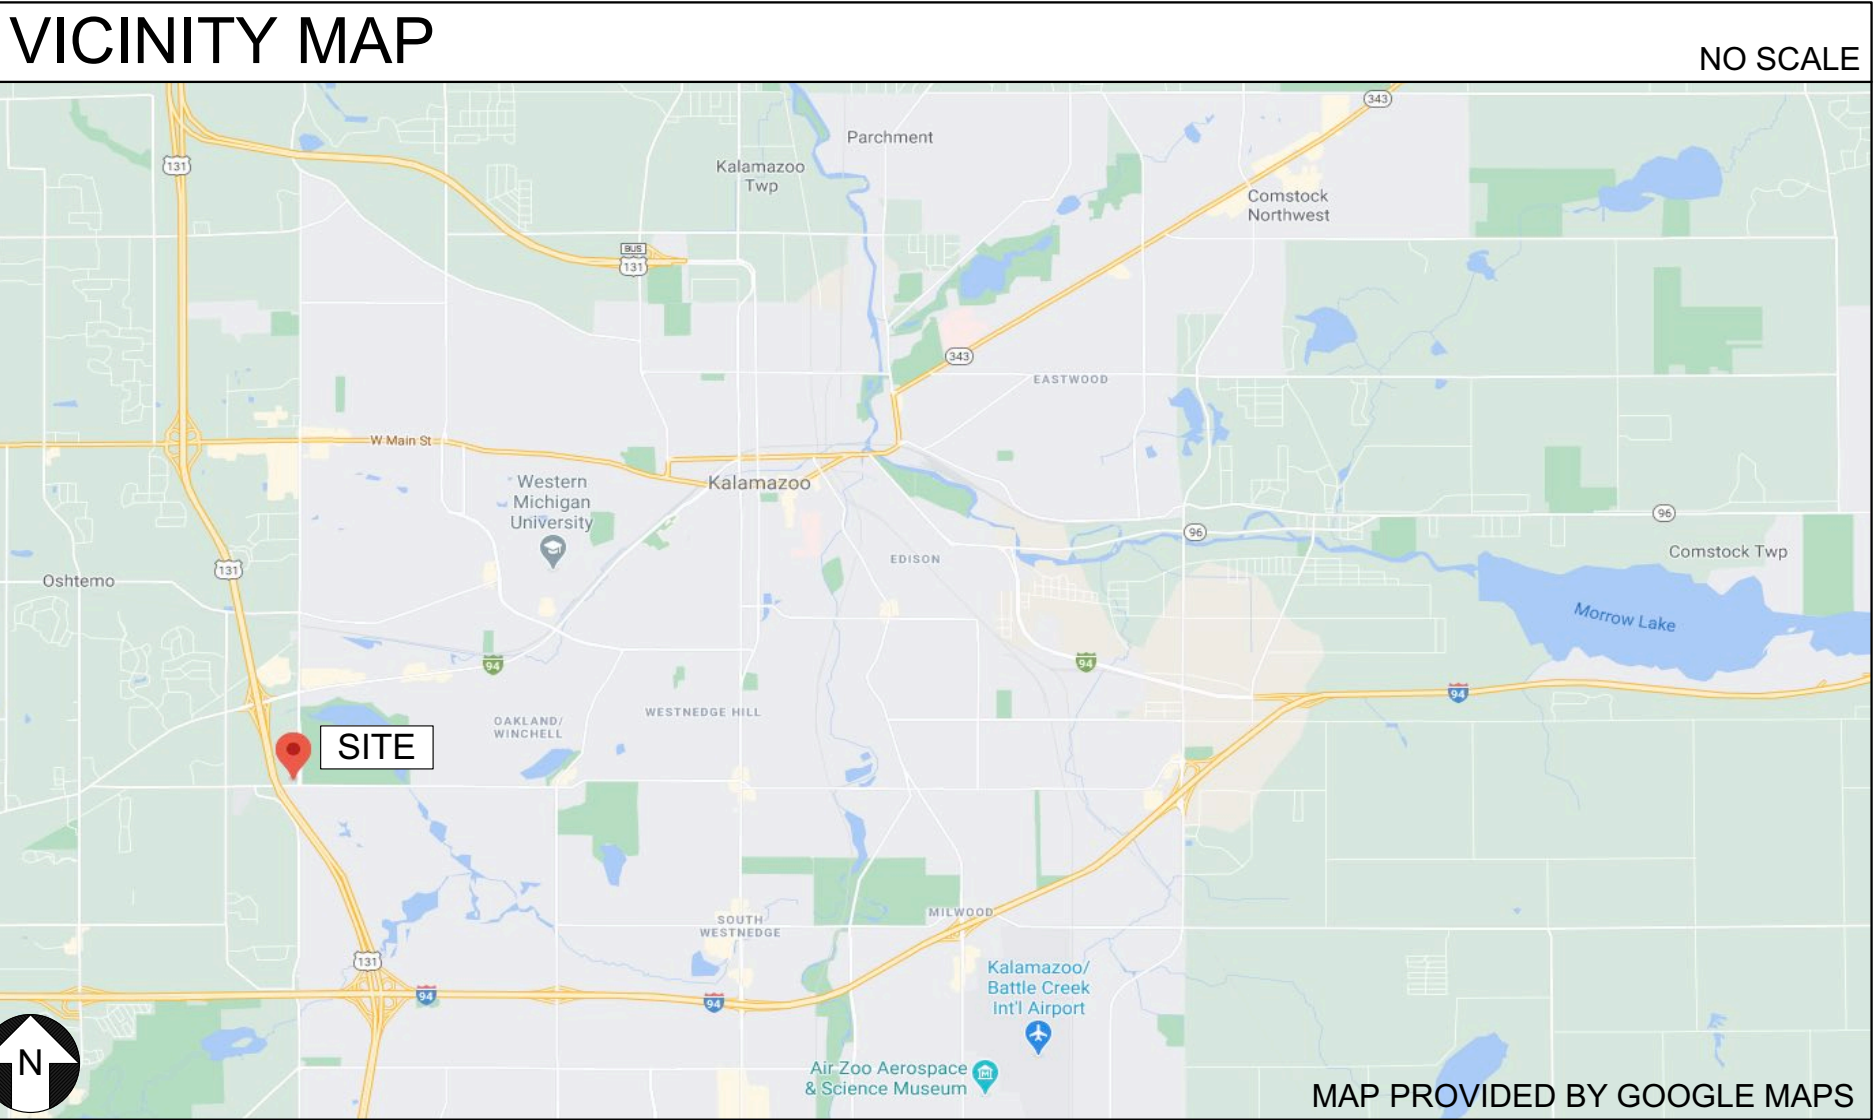 VICINITY MAP
NO SCALE
343
Parchment
131
Kalamazoo
Twp
Comstock
Northwest
BUS
131
343
EASTWOOD
W Main St
Western
Michigan
University
Kalamazoo
96
96
Comstock Twp
EDISON
131
Oshtemo
Morrow Lake
94
94
94
OAKLAND/
WINCHELL
WESTNEDGE HILL
SITE
SOUTH
WESTNEDGE
MILWOOD
131
Kalamazoo/
Battle Creek
Int'l Airport
94
94
N
Air Zoo Aerospace
& Science Museum
MAP PROVIDED BY GOOGLE MAPS